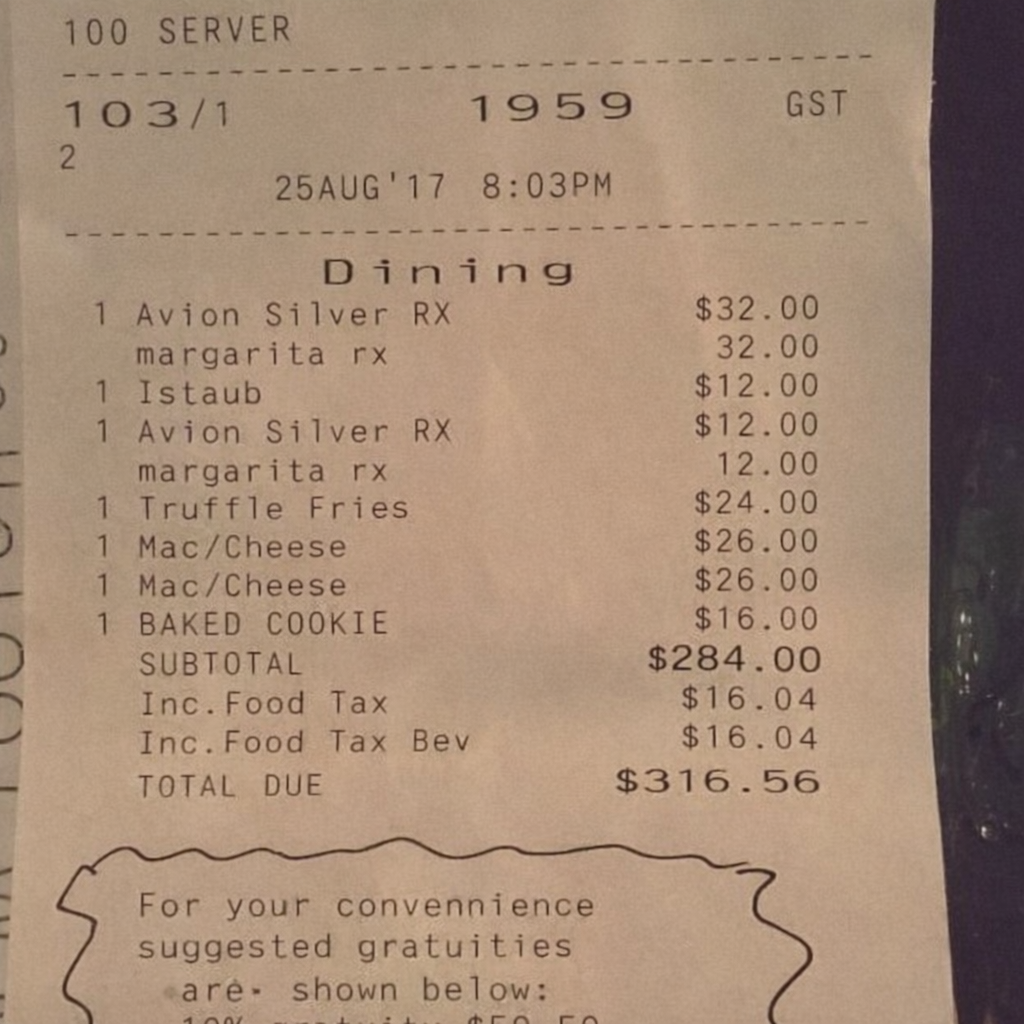 100 SERVER
103/1 1959 GST
2
25AUG'17 8:03PM
Dining
1 Avion Silver RX $32.00
margarita rx 32.00
1 Istaub $12.00
1 Avion Silver RX $12.00
margarita rx 12.00
1 Truffle Fries $24.00
1 Mac/Cheese $26.00
1 Mac/Cheese $26.00
1 BAKED COOKIE $16.00
SUBTOTAL $284.00
Inc.Food Tax $16.04
Inc.Food Tax Bev $16.04
TOTAL DUE $316.56
For your convennience
suggested gratuities
are- shown below: